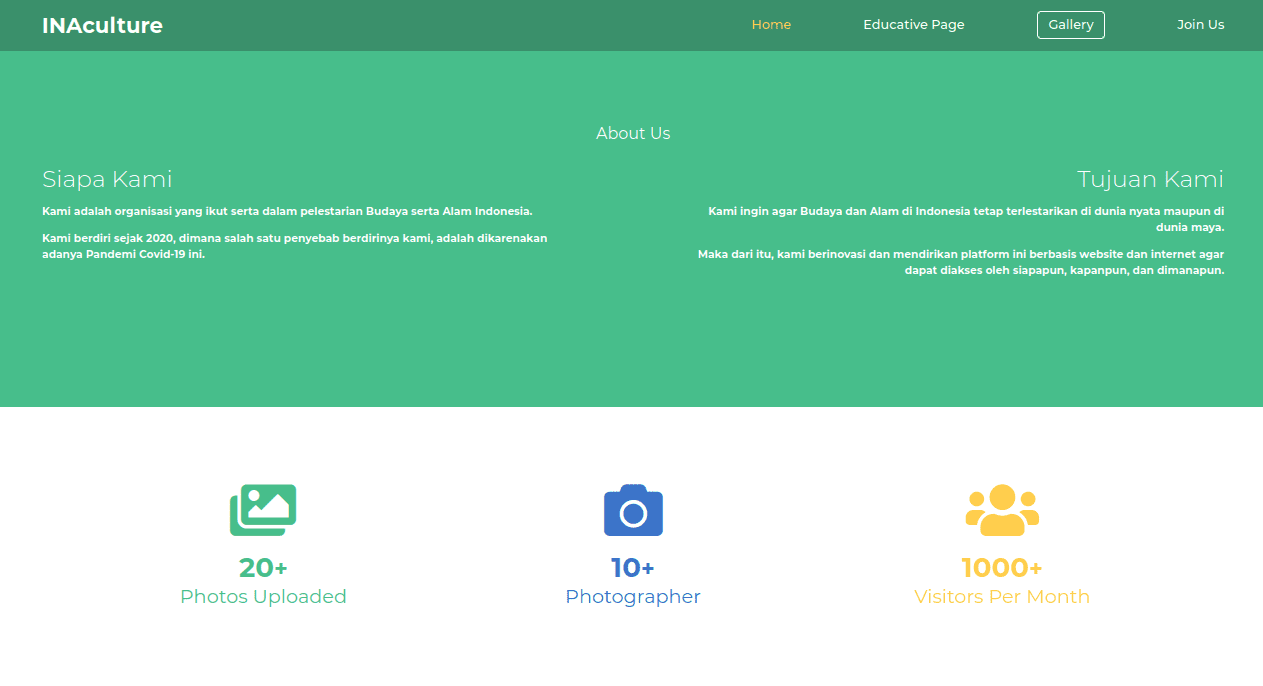 INAculture
Home
Educative Page
Gallery
Join Us
About Us
Siapa Kami
Kami adalah organisasi yang ikut serta dalam pelestarian Budaya serta Alam Indonesia.
Kami berdiri sejak 2020, dimana salah satu penyebab berdirinya kami, adalah dikarenakan
adanya Pandemi Covid-19 ini.
Tujuan Kami
Kami ingin agar Budaya dan Alam di Indonesia tetap terlestarikan di dunia nyata maupun di
dunia maya.
Maka dari itu, kami berinovasi dan mendirikan platform ini berbasis website dan internet agar
dapat diakses oleh siapapun, kapanpun, dan dimanapun.
20+
Photos Uploaded
10+
Photographer
1000+
Visitors Per Month